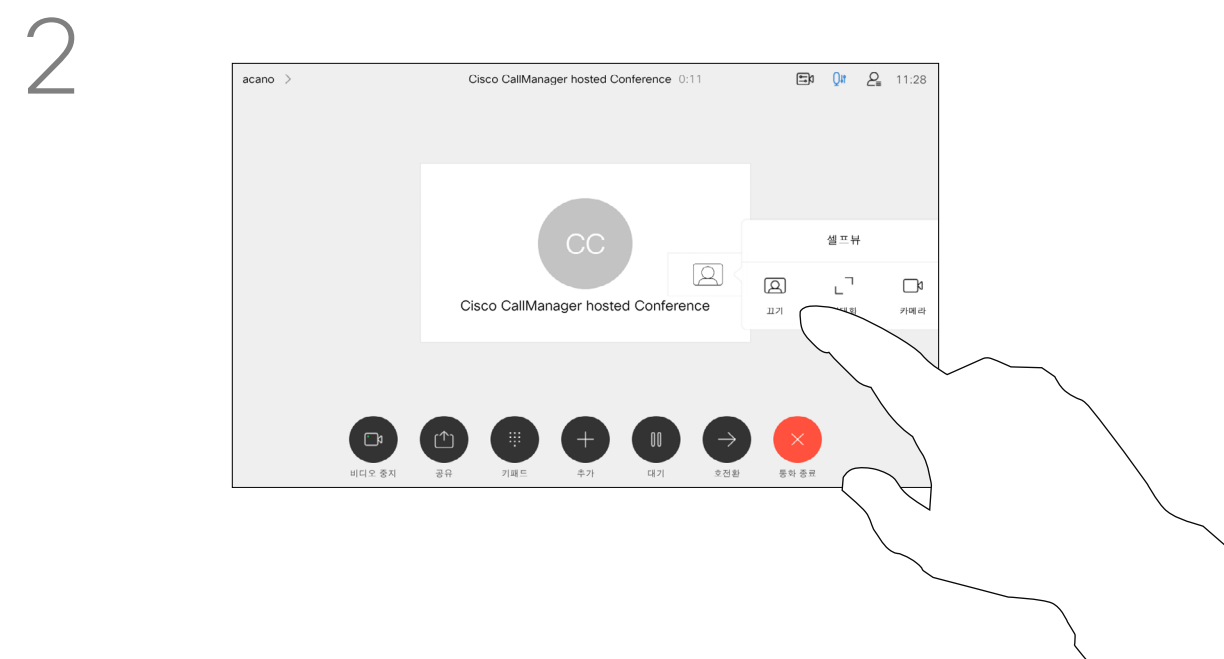 2
acano
Cisco CallManager hosted Conference 0:11
11:28
CC
Cisco CallManager hosted Conference
셀프뷰
끄기
카메라
비디오 중지
공유
키패드
추가
대기
호전환
통화 종료